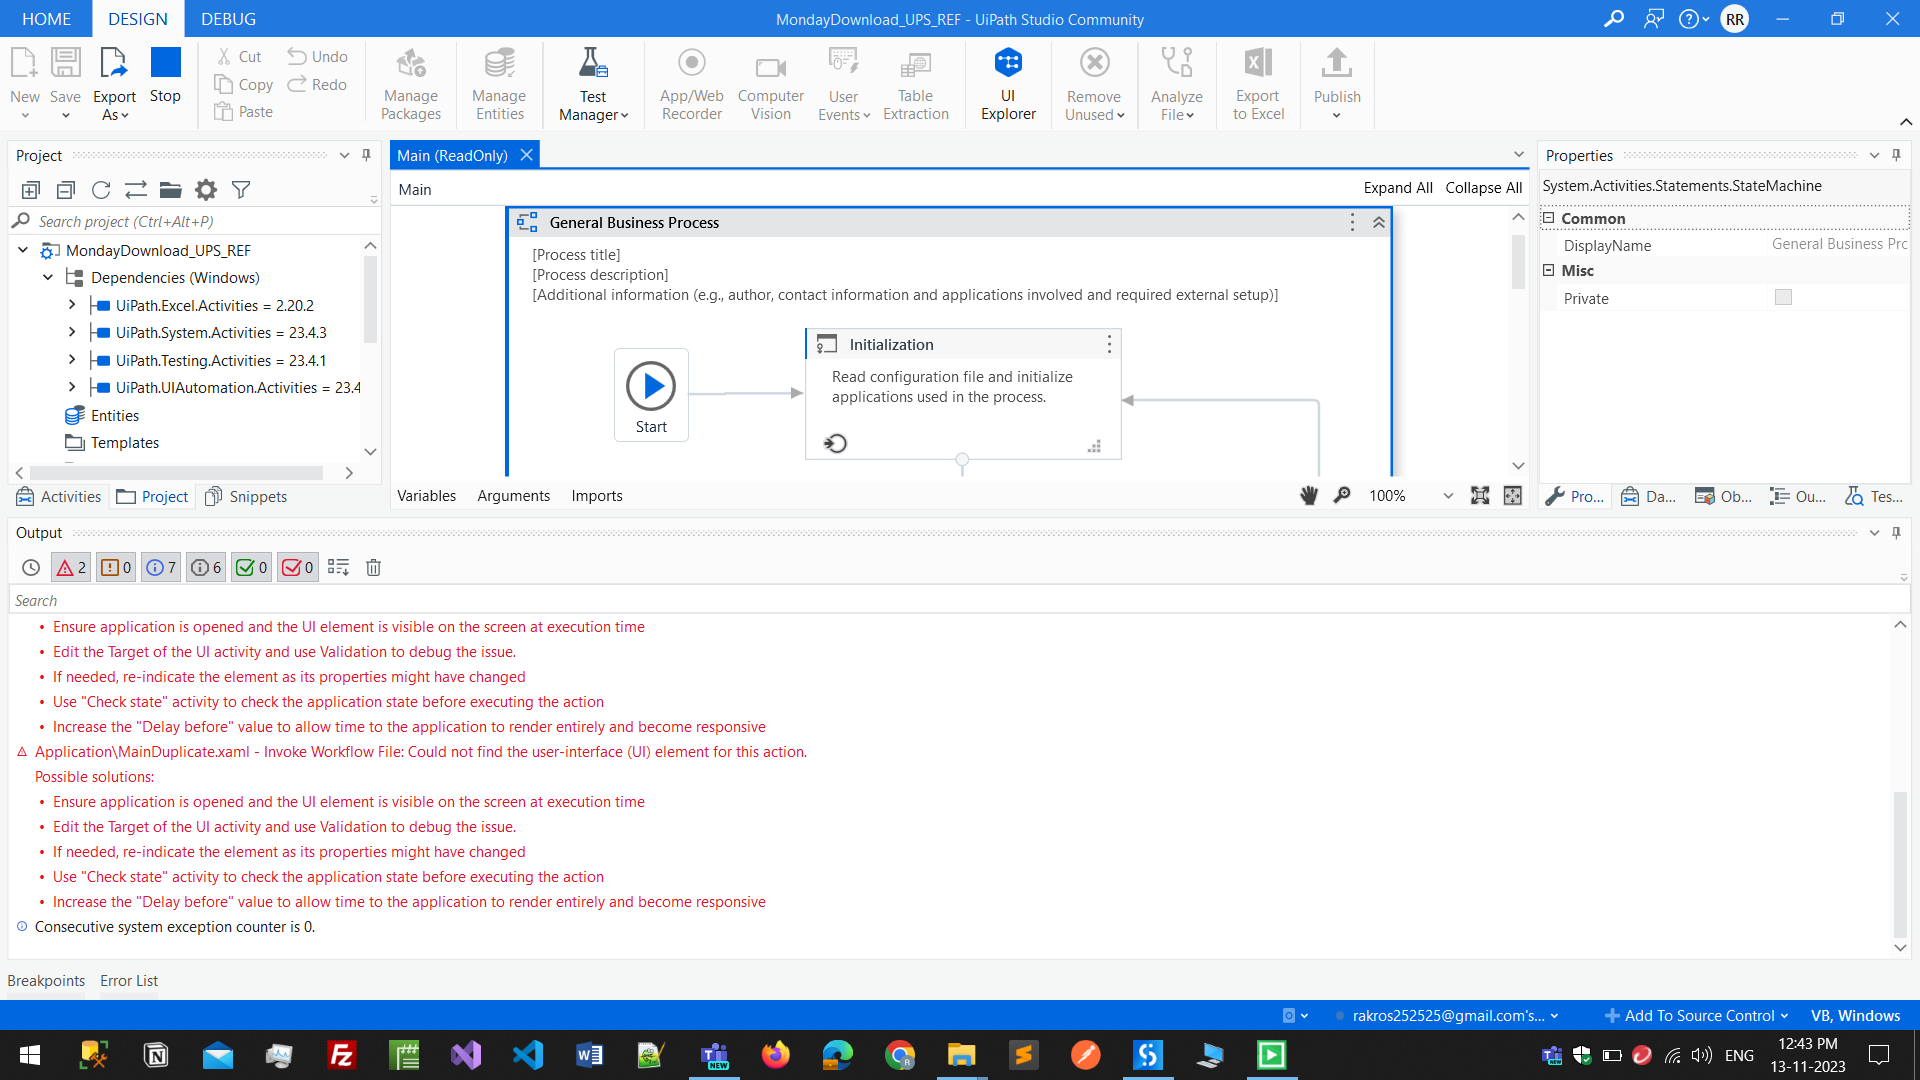 HOME
DESIGN
DEBUG
MondayDownload_UPS_REF - UiPath Studio Community
RR
New
Save
Export As
Stop
Cut
Copy
Paste
Undo
Redo
Manage Packages
Manage Entities
Test Manager
App/Web Recorder
Computer Vision
User Events
Table Extraction
UI Explorer
Remove Unused
Analyze File
Export to Excel
Publish
Project
Search project (Ctrl+Alt+P)
MondayDownload_UPS_REF
Dependencies (Windows)
UiPath.Excel.Activities = 2.20.2
UiPath.System.Activities = 23.4.3
UiPath.Testing.Activities = 23.4.1
UiPath.UIAutomation.Activities = 23.4
Entities
Templates
Activities
Project
Snippets
Main (ReadOnly)
Main
Expand All
Collapse All
General Business Process
[Process title]
[Process description]
[Additional information (e.g., author, contact information and applications involved and required external setup)]
Start
Initialization
Read configuration file and initialize
applications used in the process.
Variables
Arguments
Imports
100%
Properties
System.Activities.Statements.StateMachine
Common
DisplayName
General Business Prc
Misc
Private
Pro...
Da...
Ob...
Ou...
Tes...
Output
2
0
7
6
0
0
Search
• Ensure application is opened and the UI element is visible on the screen at execution time
• Edit the Target of the UI activity and use Validation to debug the issue.
• If needed, re-indicate the element as its properties might have changed
• Use "Check state" activity to check the application state before executing the action
• Increase the "Delay before" value to allow time to the application to render entirely and become responsive
Application\MainDuplicate.xaml - Invoke Workflow File: Could not find the user-interface (UI) element for this action.
Possible solutions:
• Ensure application is opened and the UI element is visible on the screen at execution time
• Edit the Target of the UI activity and use Validation to debug the issue.
• If needed, re-indicate the element as its properties might have changed
• Use "Check state" activity to check the application state before executing the action
• Increase the "Delay before" value to allow time to the application to render entirely and become responsive
Consecutive system exception counter is 0.
Breakpoints
Error List
rakros252525@gmail.com's...
Add To Source Control
VB, Windows
NEW
ENG
12:43 PM
13-11-2023